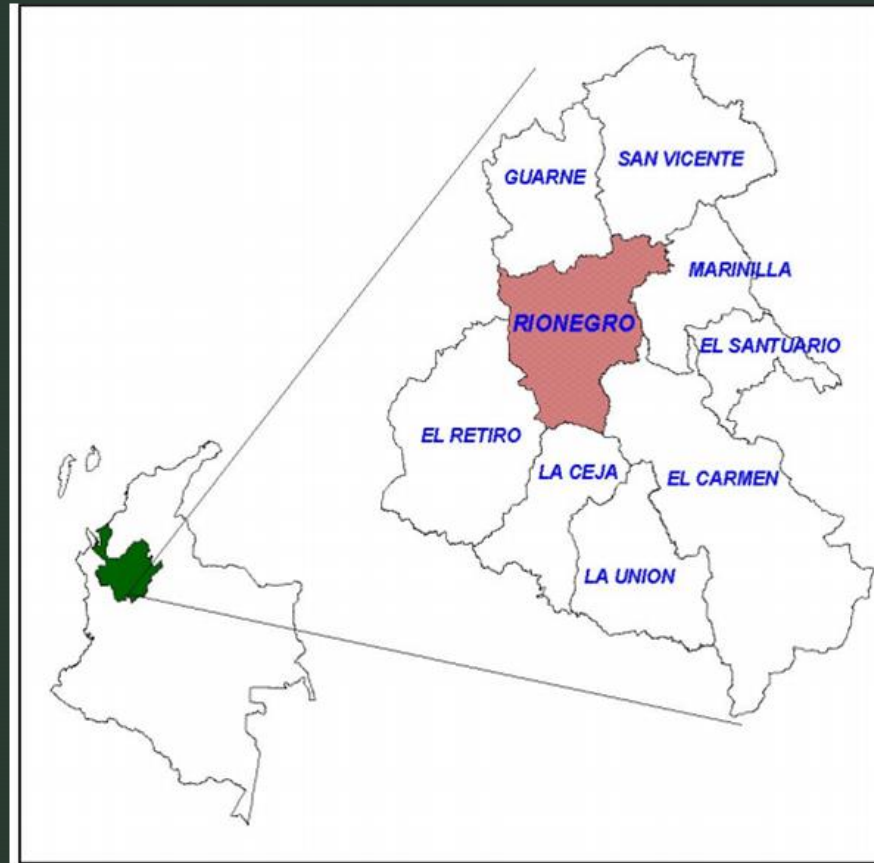 SAN VICENTE
GUARNE
MARINILLA
RIONEGRO
EL SANTUARIO
EL RETIRO
LA CEJA
EL CARMEN
LA UNION